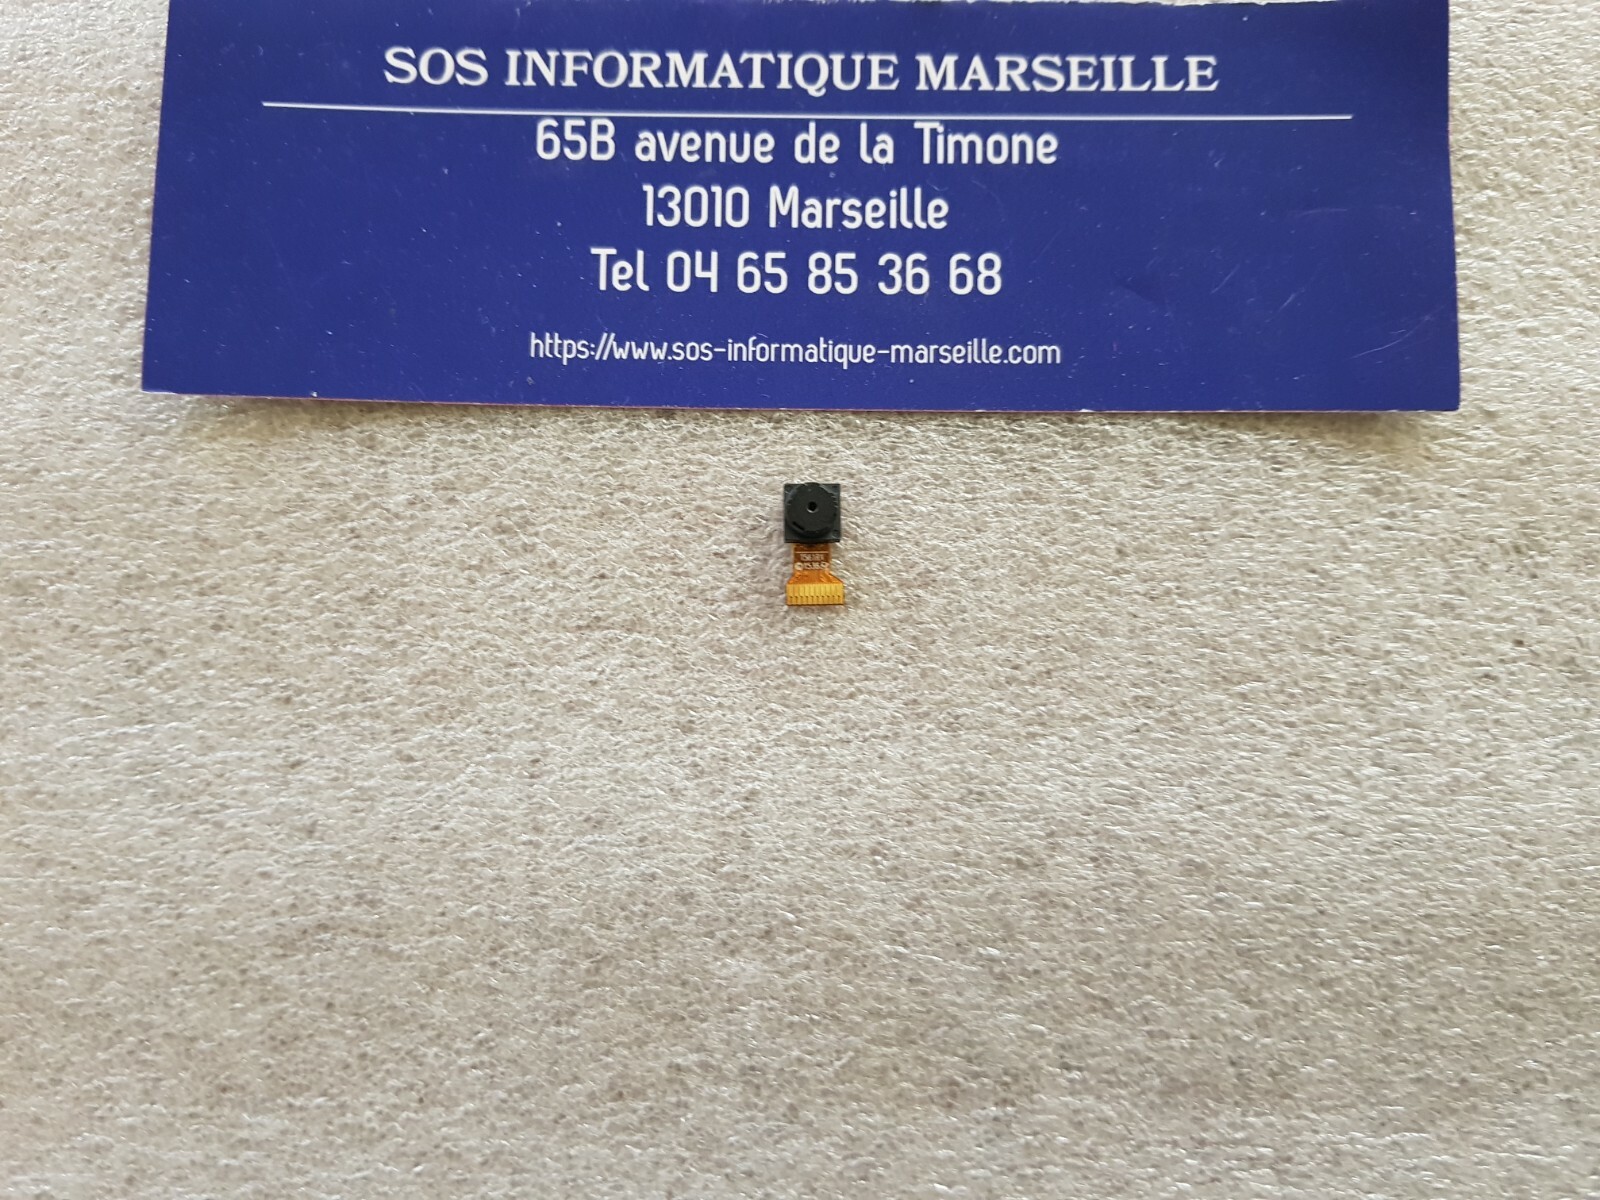 SOS INFORMATIQUE MARSEILLE
65B avenue de la Timone
13010 Marseille
Tel 04 65 85 36 68
https://www.sos-informatique-marseille.com